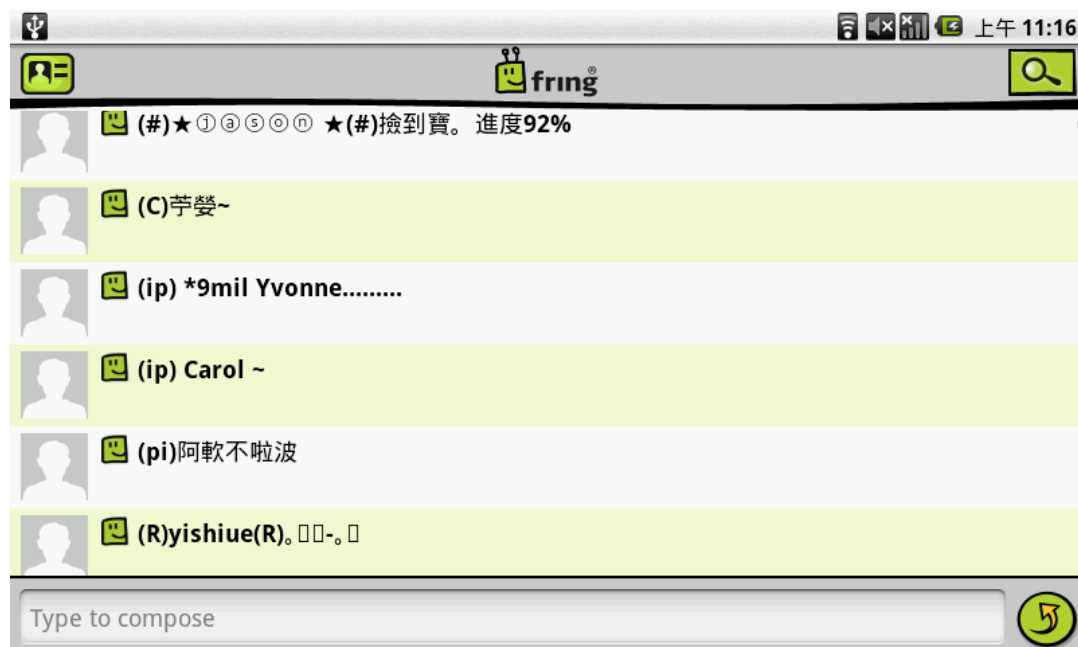 上午 11:16
fring®
(#)★ⓙⓐⓢⓞⓝ ★(#)撿到寶。進度92%
(C)苧嫈~
(ip) *9mil Yvonne.........
(ip) Carol ~
(pi)阿軟不啦波
(R)yishiue(R)。▯▯-。▯
Type to compose